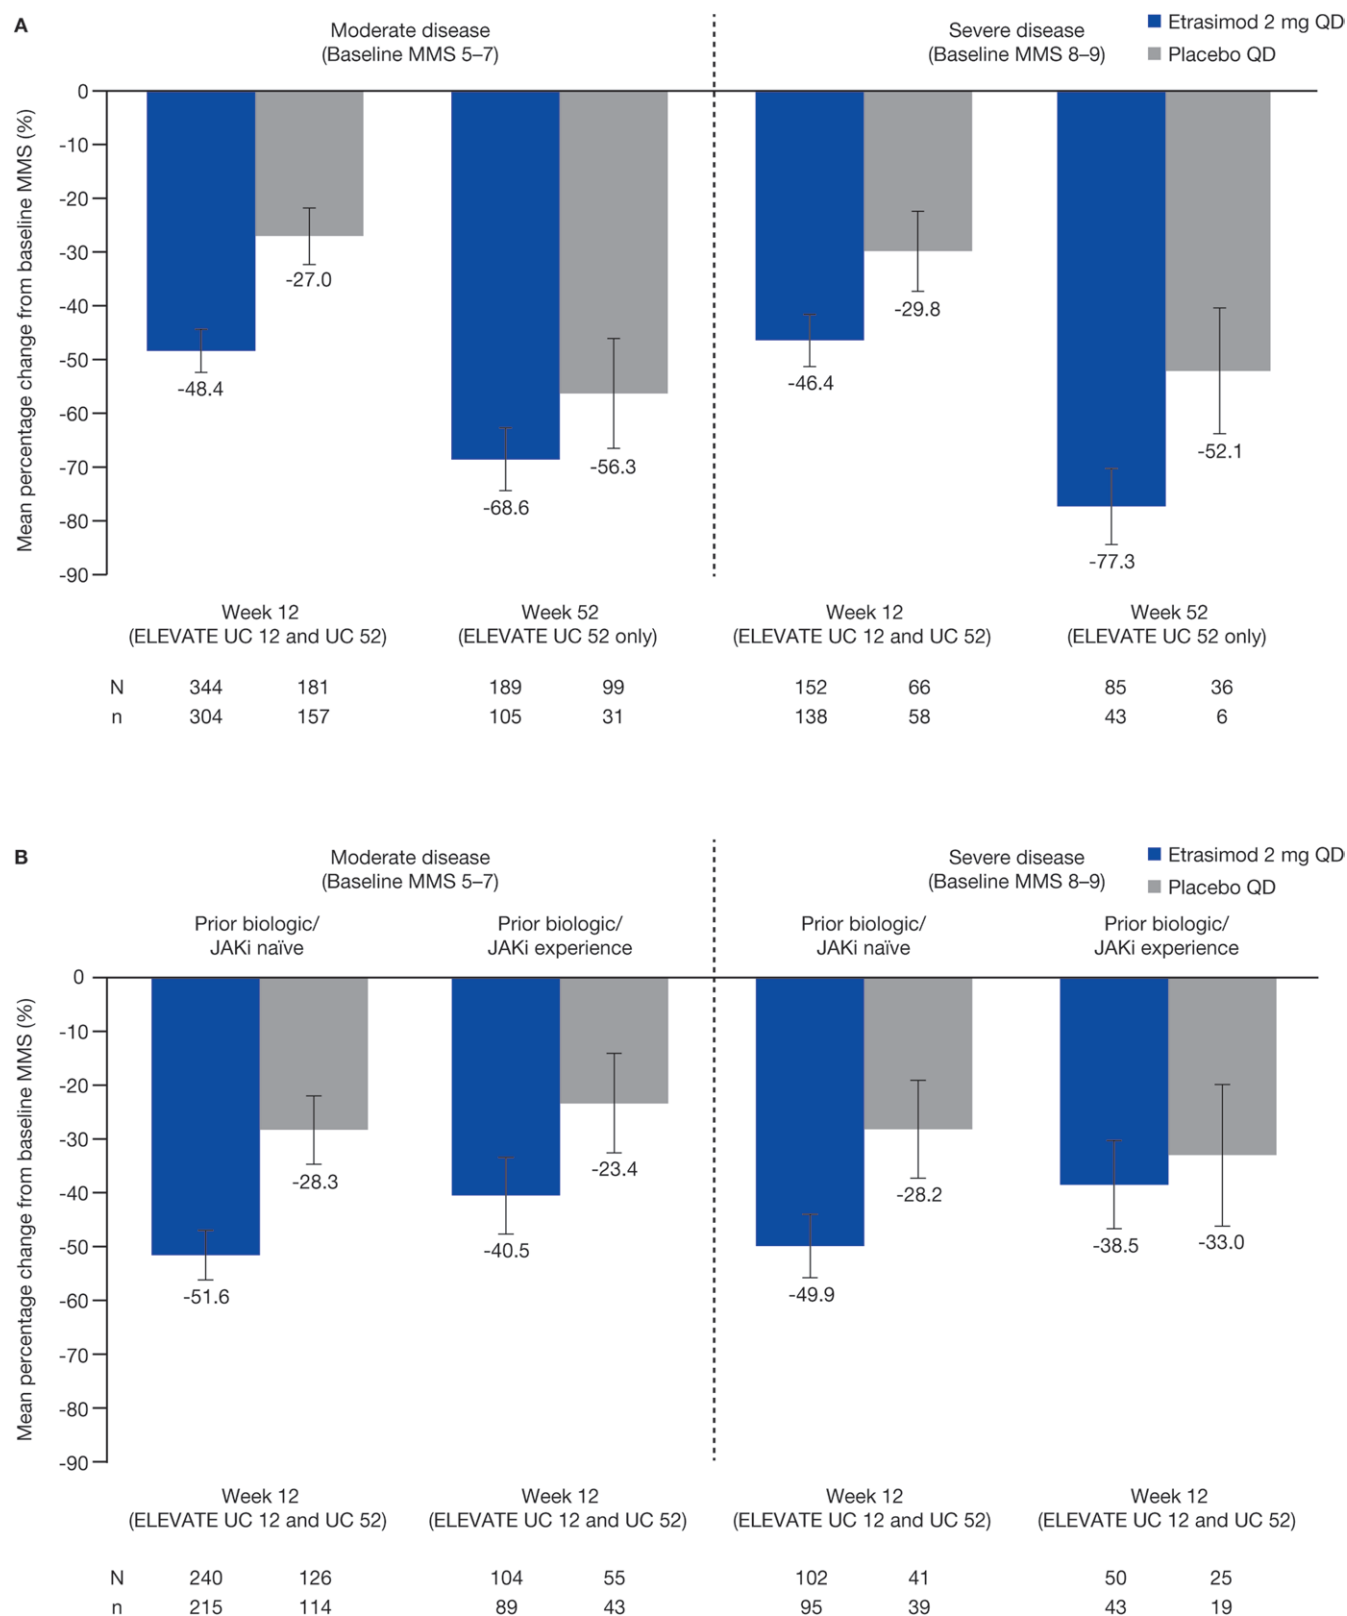 A
Moderate disease
(Baseline MMS 5–7)
Severe disease
(Baseline MMS 8–9)
Etrasimod 2 mg QD
Placebo QD
Mean percentage change from baseline MMS (%)
0
-10
-20
-30
-40
-50
-60
-70
-80
-90
-48.4
-27.0
-68.6
-56.3
-46.4
-29.8
-77.3
-52.1
Week 12
(ELEVATE UC 12 and UC 52)
Week 52
(ELEVATE UC 52 only)
Week 12
(ELEVATE UC 12 and UC 52)
Week 52
(ELEVATE UC 52 only)
N 344 181 189 99 152 66 85 36
n 304 157 105 31 138 58 43 6
B
Moderate disease
(Baseline MMS 5–7)
Severe disease
(Baseline MMS 8–9)
Etrasimod 2 mg QD
Placebo QD
Prior biologic/
JAKi naïve
Prior biologic/
JAKi experience
Prior biologic/
JAKi naïve
Prior biologic/
JAKi experience
Mean percentage change from baseline MMS (%)
0
-10
-20
-30
-40
-50
-60
-70
-80
-90
-51.6
-28.3
-40.5
-23.4
-49.9
-28.2
-38.5
-33.0
Week 12
(ELEVATE UC 12 and UC 52)
Week 12
(ELEVATE UC 12 and UC 52)
Week 12
(ELEVATE UC 12 and UC 52)
Week 12
(ELEVATE UC 12 and UC 52)
N 240 126 104 55 102 41 50 25
n 215 114 89 43 95 39 43 19